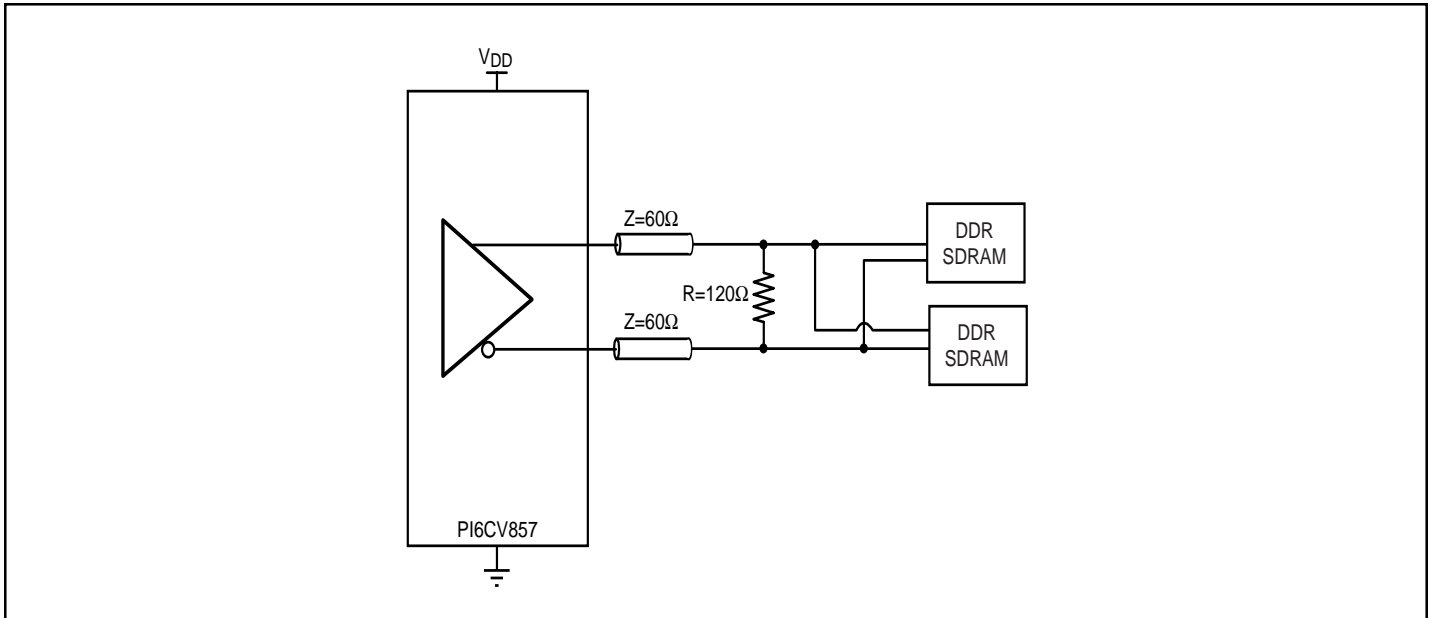 VDD
Z=60Ω
DDR
SDRAM
R=120Ω
Z=60Ω
DDR
SDRAM
PI6CV857